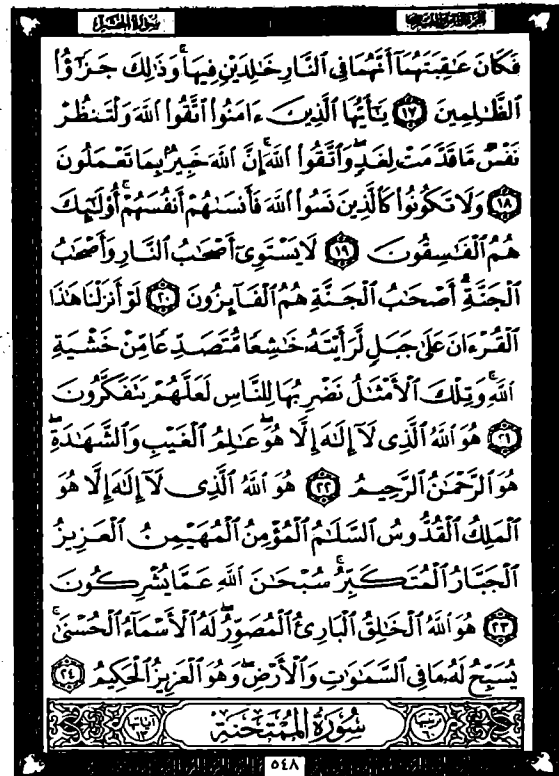 سورة الحشر
فَكَانَ عَٰقِبَتَهُمَآ أَنَّهُمَا فِي ٱلنَّارِ خَٰلِدَيْنِ فِيهَاۚ وَذَٰلِكَ جَزَٰٓؤُا۟
ٱلظَّٰلِمِينَ ١٧ يَٰٓأَيُّهَا ٱلَّذِينَ ءَامَنُوا۟ ٱتَّقُوا۟ ٱللَّهَ وَلْتَنظُرْ
نَفْسٌ مَّا قَدَّمَتْ لِغَدٍۖ وَٱتَّقُوا۟ ٱللَّهَۚ إِنَّ ٱللَّهَ خَبِيرٌۢ بِمَا تَعْمَلُونَ
١٨ وَلَا تَكُونُوا۟ كَٱلَّذِينَ نَسُوا۟ ٱللَّهَ فَأَنسَىٰهُمْ أَنفُسَهُمْۚ أُو۟لَٰٓئِكَ
هُمُ ٱلْفَٰسِقُونَ ١٩ لَا يَسْتَوِيٓ أَصْحَٰبُ ٱلنَّارِ وَأَصْحَٰبُ
ٱلْجَنَّةِۚ أَصْحَٰبُ ٱلْجَنَّةِ هُمُ ٱلْفَآئِزُونَ ٢٠ لَوْ أَنزَلْنَا هَٰذَا
ٱلْقُرْءَانَ عَلَىٰ جَبَلٍ لَّرَأَيْتَهُۥ خَٰشِعًا مُّتَصَدِّعًا مِّنْ خَشْيَةِ
ٱللَّهِۚ وَتِلْكَ ٱلْأَمْثَٰلُ نَضْرِبُهَا لِلنَّاسِ لَعَلَّهُمْ يَتَفَكَّرُونَ
٢١ هُوَ ٱللَّهُ ٱلَّذِى لَآ إِلَٰهَ إِلَّا هُوَۖ عَٰلِمُ ٱلْغَيْبِ وَٱلشَّهَٰدَةِۖ
هُوَ ٱلرَّحْمَٰنُ ٱلرَّحِيمُ ٢٢ هُوَ ٱللَّهُ ٱلَّذِى لَآ إِلَٰهَ إِلَّا هُوَ
ٱلْمَلِكُ ٱلْقُدُّوسُ ٱلسَّلَٰمُ ٱلْمُؤْمِنُ ٱلْمُهَيْمِنُ ٱلْعَزِيزُ
ٱلْجَبَّارُ ٱلْمُتَكَبِّرُۚ سُبْحَٰنَ ٱللَّهِ عَمَّا يُشْرِكُونَ
٢٣ هُوَ ٱللَّهُ ٱلْخَٰلِقُ ٱلْبَارِئُ ٱلْمُصَوِّرُۖ لَهُ ٱلْأَسْمَآءُ ٱلْحُسْنَىٰۚ
يُسَبِّحُ لَهُۥ مَا فِي ٱلسَّمَٰوَٰتِ وَٱلْأَرْضِۖ وَهُوَ ٱلْعَزِيزُ ٱلْحَكِيمُ ٢٤
سُورَةُ ٱلْمُمْتَحَنَةِ
٥٤٨